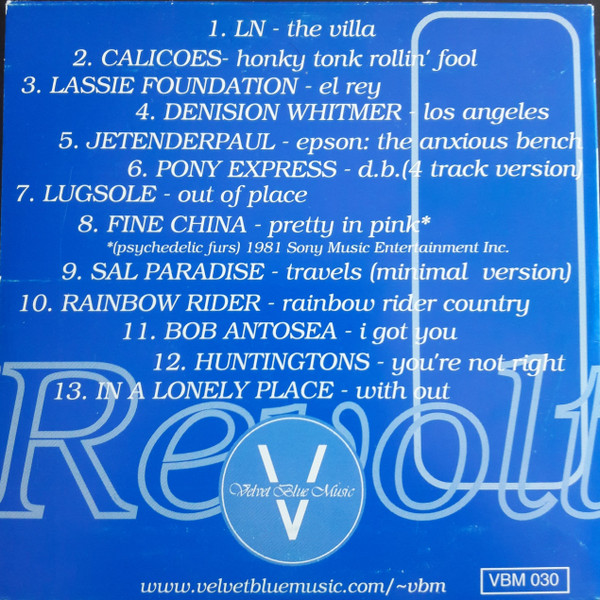 1. LN - the villa
2. CALICOES- honky tonk rollin' fool
3. LASSIE FOUNDATION - el rey
4. DENISION WHITMER - los angeles
5. JETENDERPAUL - epson: the anxious bench
6. PONY EXPRESS - d.b.(4 track version)
7. LUGSOLE - out of place
8. FINE CHINA - pretty in pink*
*(psychedelic furs) 1981 Sony Music Entertainment Inc.
9. SAL PARADISE - travels (minimal version)
10. RAINBOW RIDER - rainbow rider country
11. BOB ANTOSEA - i got you
12. HUNTINGTONS - you're not right
13. IN A LONELY PLACE - with out
Revolt
V
Velvet Blue Music
V
www.velvetbluemusic.com/~vbm
VBM 030